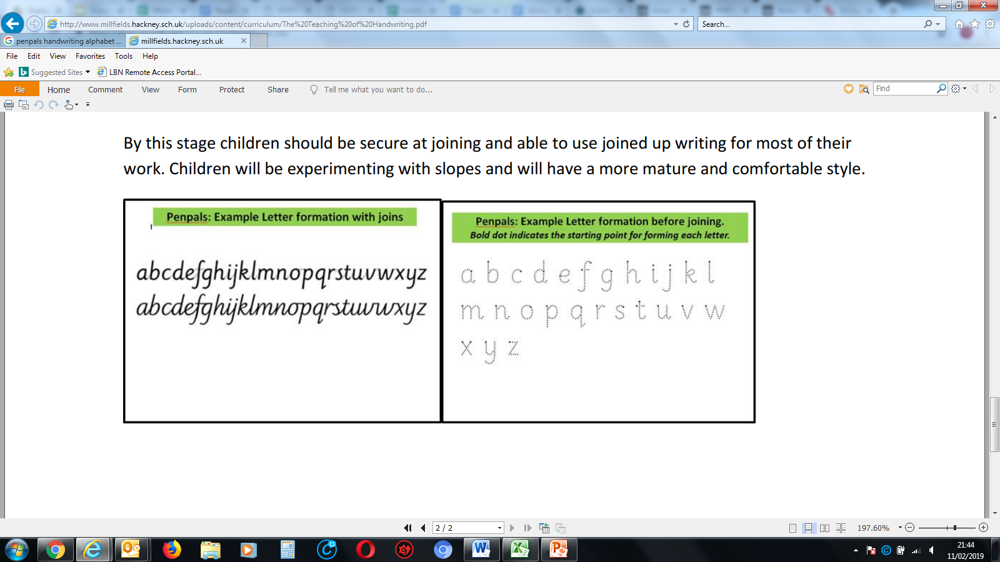 http://www.millfields.hackney.sch.uk/uploads/content/curriculum/The%20Teaching%20of%20Handwriting.pdf
Search...
penpals handwriting alphabet ...
millfields.hackney.sch.uk
File Edit View Favorites Tools Help
Suggested Sites
LBN Remote Access Portal...
File Home Comment View Form Protect Share Tell me what you want to do...
Find
By this stage children should be secure at joining and able to use joined up writing for most of their
work. Children will be experimenting with slopes and will have a more mature and comfortable style.
Penpals: Example Letter formation with joins
abcdefghijklmnopqrstuvwxyz
abcdefghijklmnopqrstuvwxyz
Penpals: Example Letter formation before joining.
Bold dot indicates the starting point for forming each letter.
a b c d e f g h i j k l
m n o p q r s t u v w
x y z
2 / 2
197.60%
21:44
11/02/2019